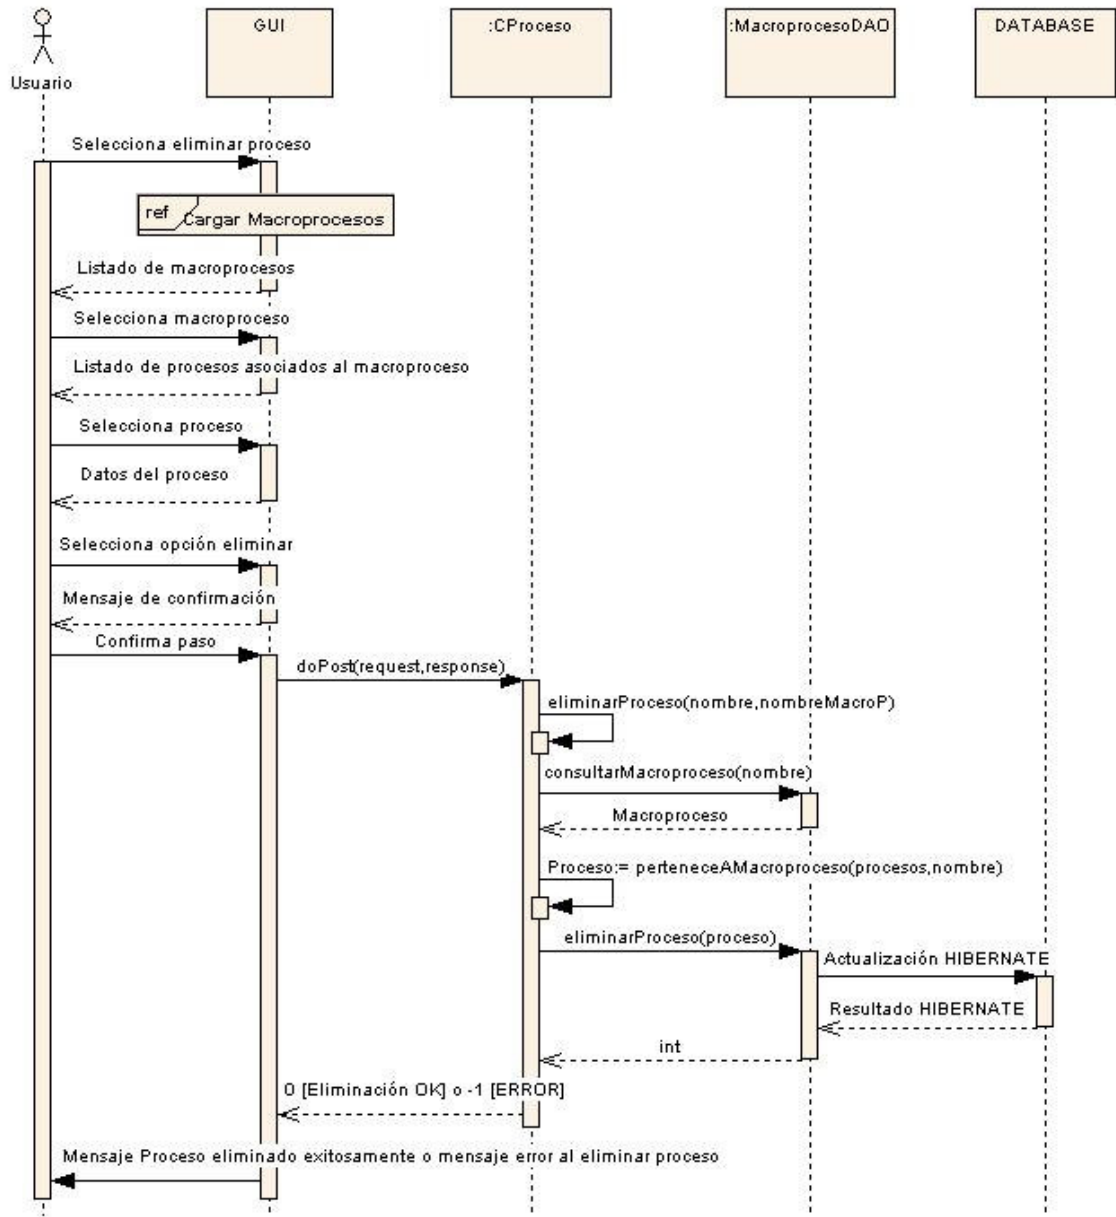 GUI
:CProceso
:MacroprocesoDAO
DATABASE
Usuario
Selecciona eliminar proceso
ref
Cargar Macroprocesos
Listado de macroprocesos
Selecciona macroproceso
Listado de procesos asociados al macroproceso
Selecciona proceso
Datos del proceso
Selecciona opción eliminar
Mensaje de confirmación
Confirma paso
doPost(request,response)
eliminarProceso(nombre,nombreMacroP)
consultarMacroproceso(nombre)
Macroproceso
Proceso:= perteneceAMacroproceso(procesos,nombre)
eliminarProceso(proceso)
Actualización HIBERNATE
Resultado HIBERNATE
int
0 [Eliminación OK] o -1 [ERROR]
Mensaje Proceso eliminado exitosamente o mensaje error al eliminar proceso